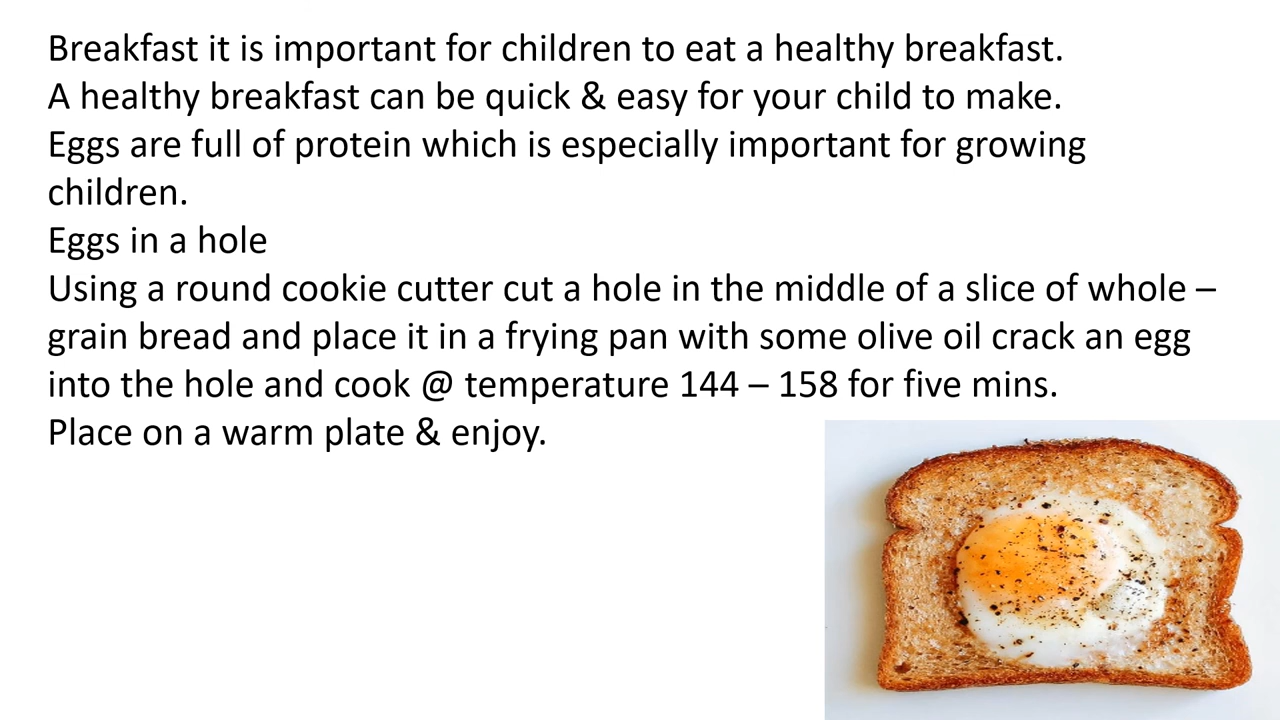 Breakfast it is important for children to eat a healthy breakfast.
A healthy breakfast can be quick & easy for your child to make.
Eggs are full of protein which is especially important for growing
children.
Eggs in a hole
Using a round cookie cutter cut a hole in the middle of a slice of whole –
grain bread and place it in a frying pan with some olive oil crack an egg
into the hole and cook @ temperature 144 – 158 for five mins.
Place on a warm plate & enjoy.